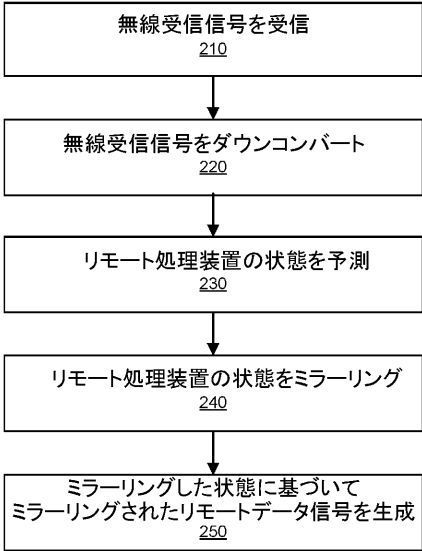 無線受信信号を受信
210
無線受信信号をダウンコンバート
220
リモート処理装置の状態を予測
230
リモート処理装置の状態をミラーリング
240
ミラーリングした状態に基づいて
ミラーリングされたリモートデータ信号を生成
250